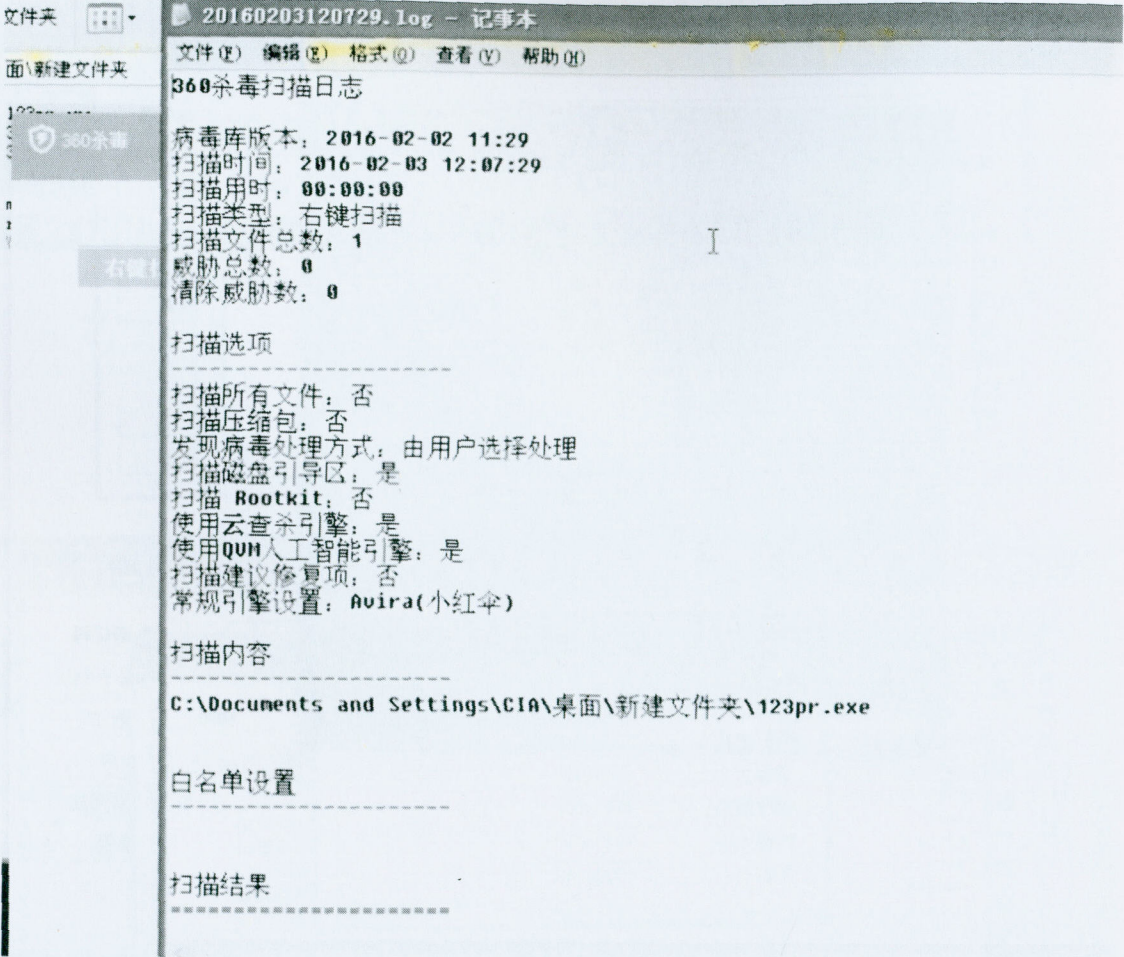 文件夹
面\新建文件夹
360杀毒
20160203120729.log - 记事本
文件(F) 编辑(E) 格式(O) 查看(V) 帮助(H)
360杀毒扫描日志
病毒库版本: 2016-02-02 11:29
扫描时间: 2016-02-03 12:07:29
扫描用时: 00:00:00
扫描类型: 右键扫描
扫描文件总数: 1
威胁总数: 0
清除威胁数: 0
扫描选项
----------------------
扫描所有文件: 否
扫描压缩包: 否
发现病毒处理方式: 由用户选择处理
扫描磁盘引导区: 是
扫描 Rootkit: 否
使用云查杀引擎: 是
使用QVM人工智能引擎: 是
扫描建议修复项: 否
常规引擎设置: Avira(小红伞)
扫描内容
----------------------
C:\Documents and Settings\CIA\桌面\新建文件夹\123pr.exe
白名单设置
----------------------
扫描结果
======================